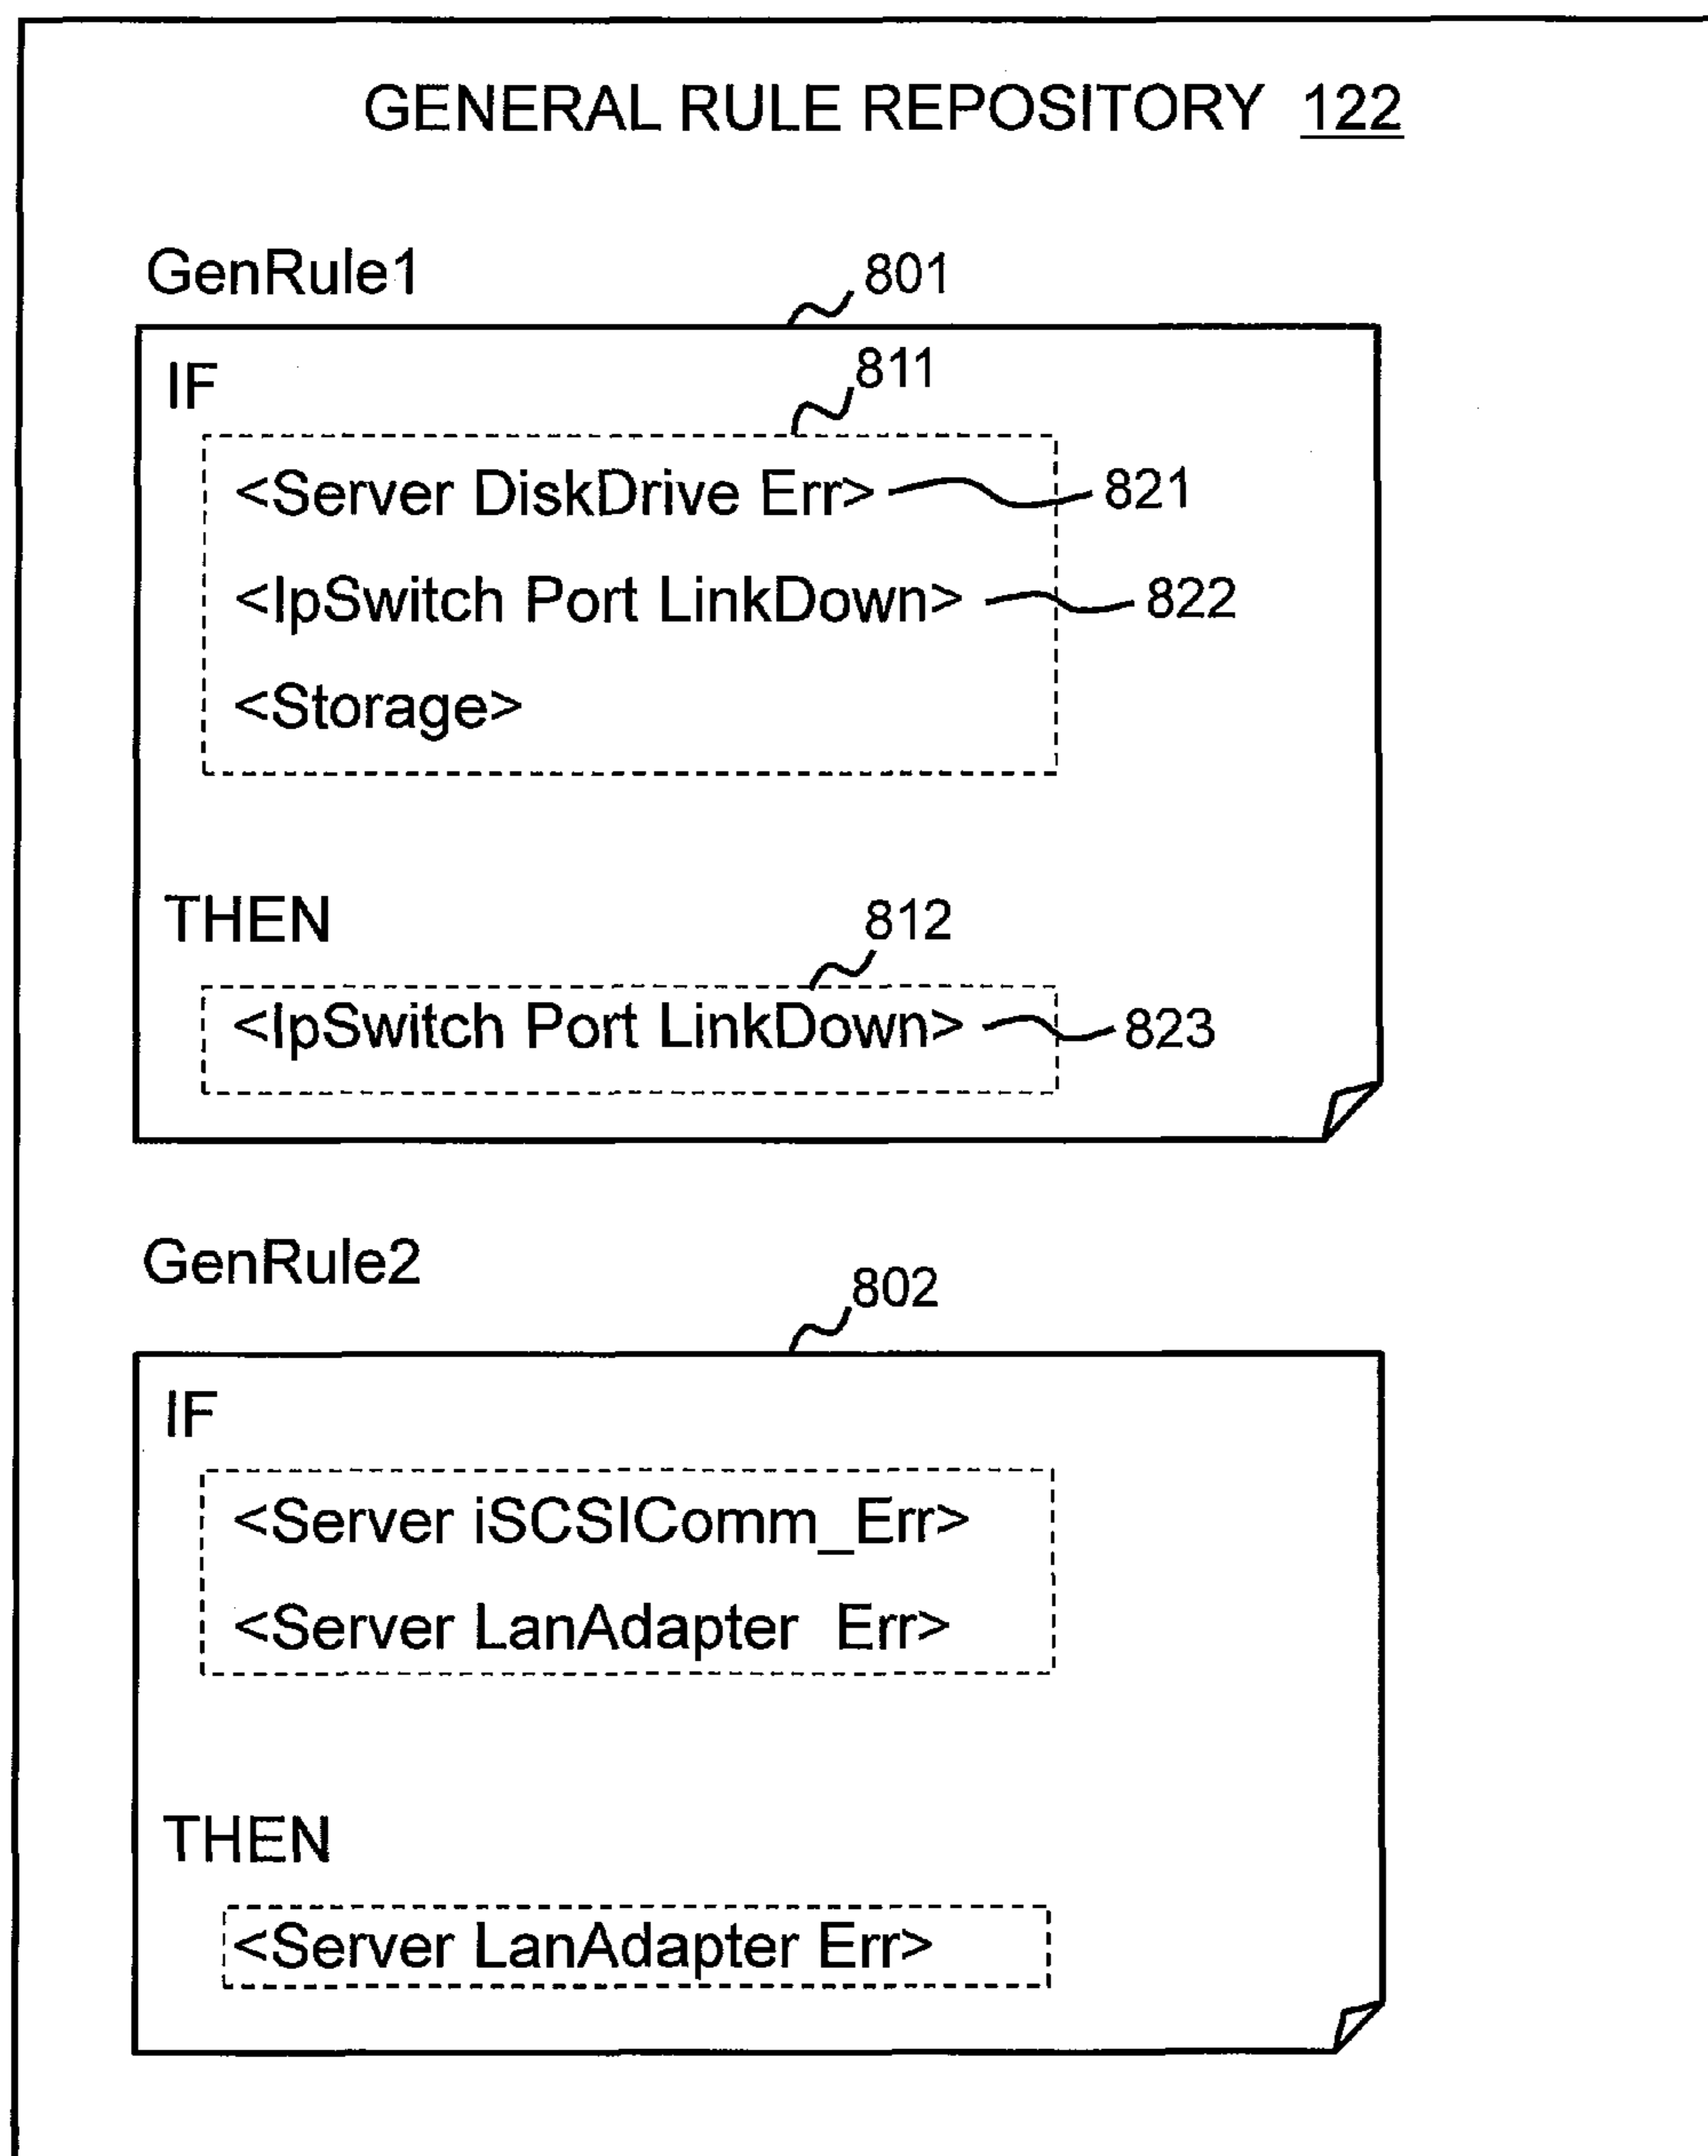 GENERAL RULE REPOSITORY 122
GenRule1
801
IF
811
<Server DiskDrive Err> 821
<IpSwitch Port LinkDown> 822
<Storage>
THEN
812
<IpSwitch Port LinkDown> 823
GenRule2
802
IF
<Server iSCSIComm_Err>
<Server LanAdapter Err>
THEN
<Server LanAdapter Err>